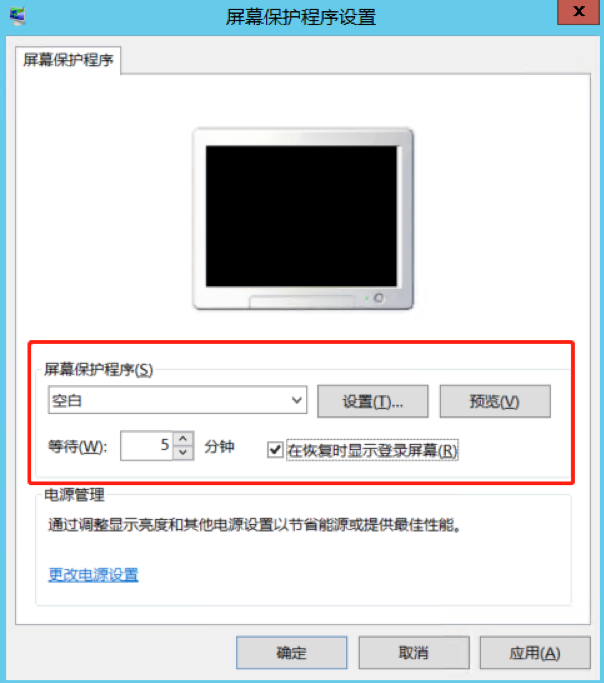 屏幕保护程序设置
x
屏幕保护程序
屏幕保护程序(S)
空白
设置(T)...
预览(V)
等待(W):
5
分钟
在恢复时显示登录屏幕(R)
电源管理
通过调整显示亮度和其他电源设置以节省能源或提供最佳性能。
更改电源设置
确定
取消
应用(A)